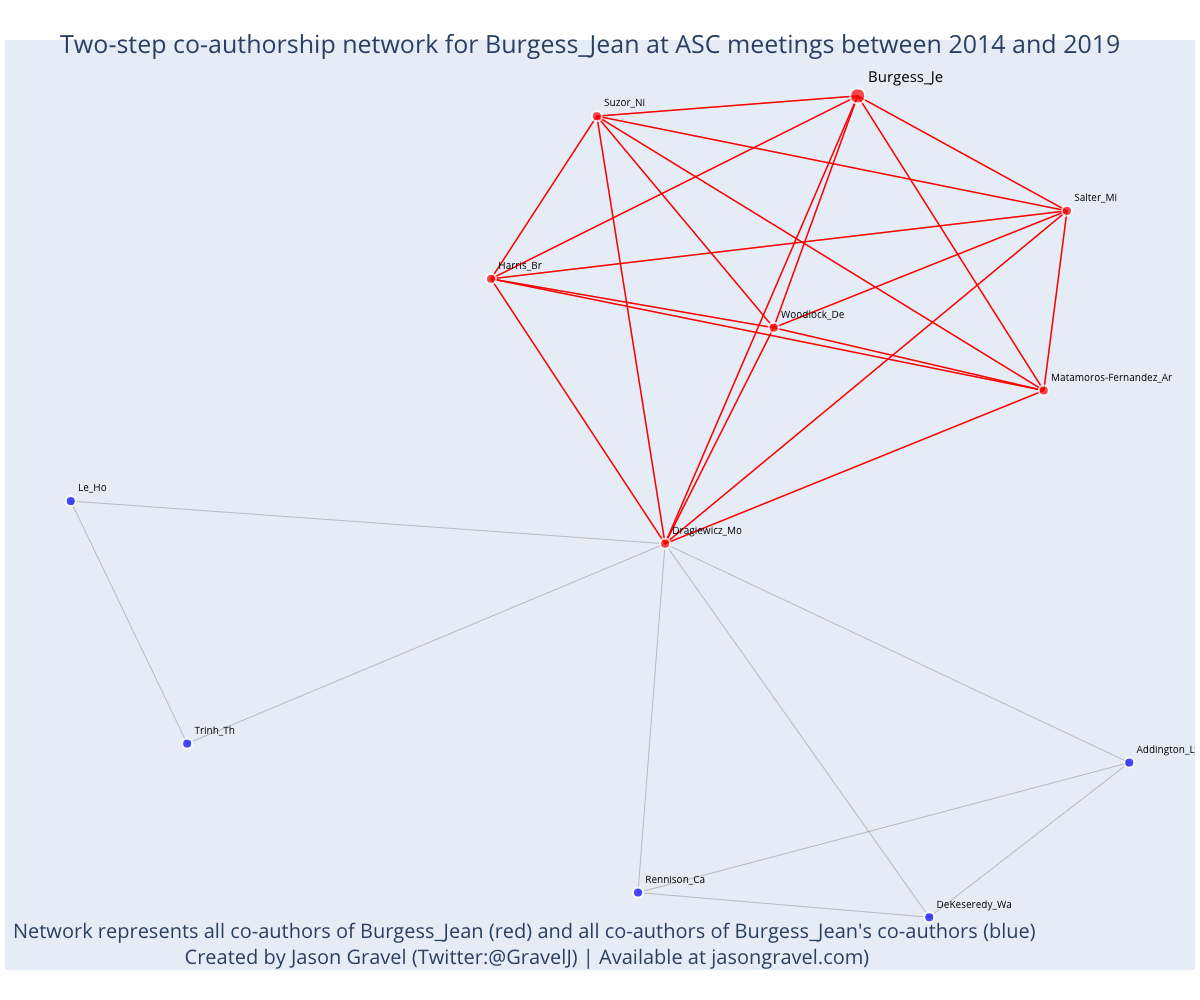 Two-step co-authorship network for Burgess_Jean at ASC meetings between 2014 and 2019
Burgess_Je
Suzor_Ni
Salter_Mi
Harris_Br
Woodlock_De
Matamoros-Fernandez_Ar
Le_Ho
Dragiewicz_Mo
Trinh_Th
Addington_L
Rennison_Ca
DeKeseredy_Wa
Network represents all co-authors of Burgess_Jean (red) and all co-authors of Burgess_Jean's co-authors (blue)
Created by Jason Gravel (Twitter:@GravelJ) | Available at jasongravel.com)